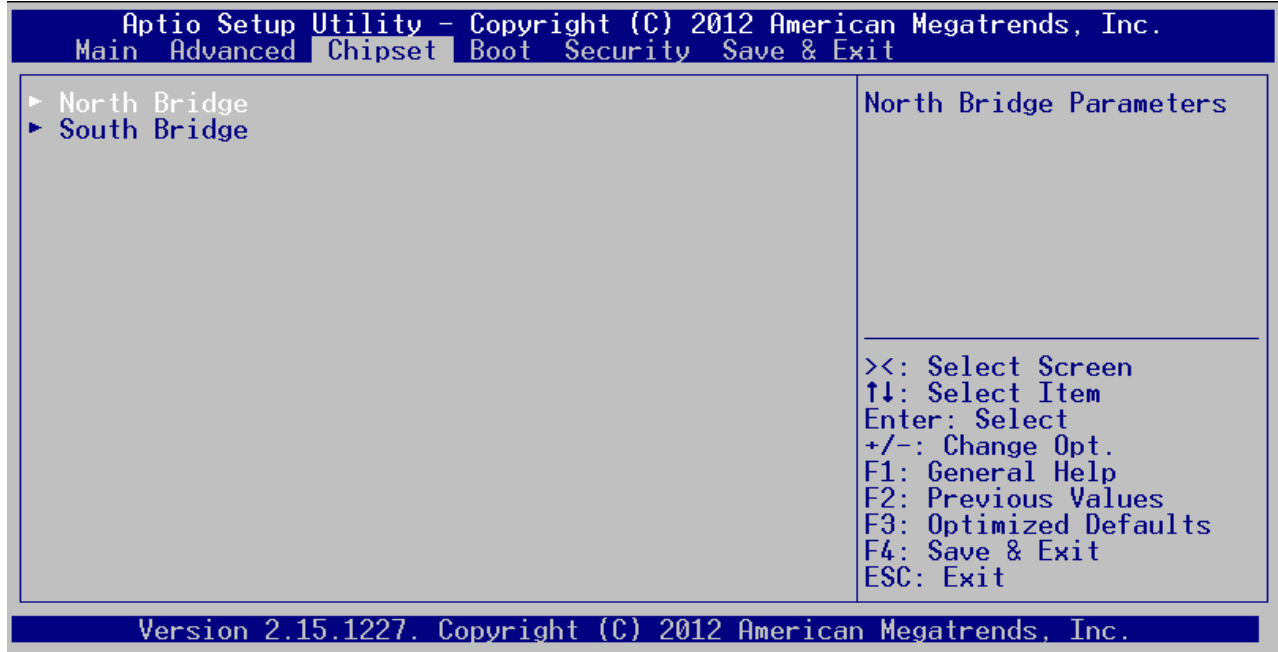 Aptio Setup Utility – Copyright (C) 2012 American Megatrends, Inc.
Main Advanced Chipset Boot Security Save & Exit
► North Bridge
► South Bridge
North Bridge Parameters
><: Select Screen
↑↓: Select Item
Enter: Select
+/-: Change Opt.
F1: General Help
F2: Previous Values
F3: Optimized Defaults
F4: Save & Exit
ESC: Exit
Version 2.15.1227. Copyright (C) 2012 American Megatrends, Inc.